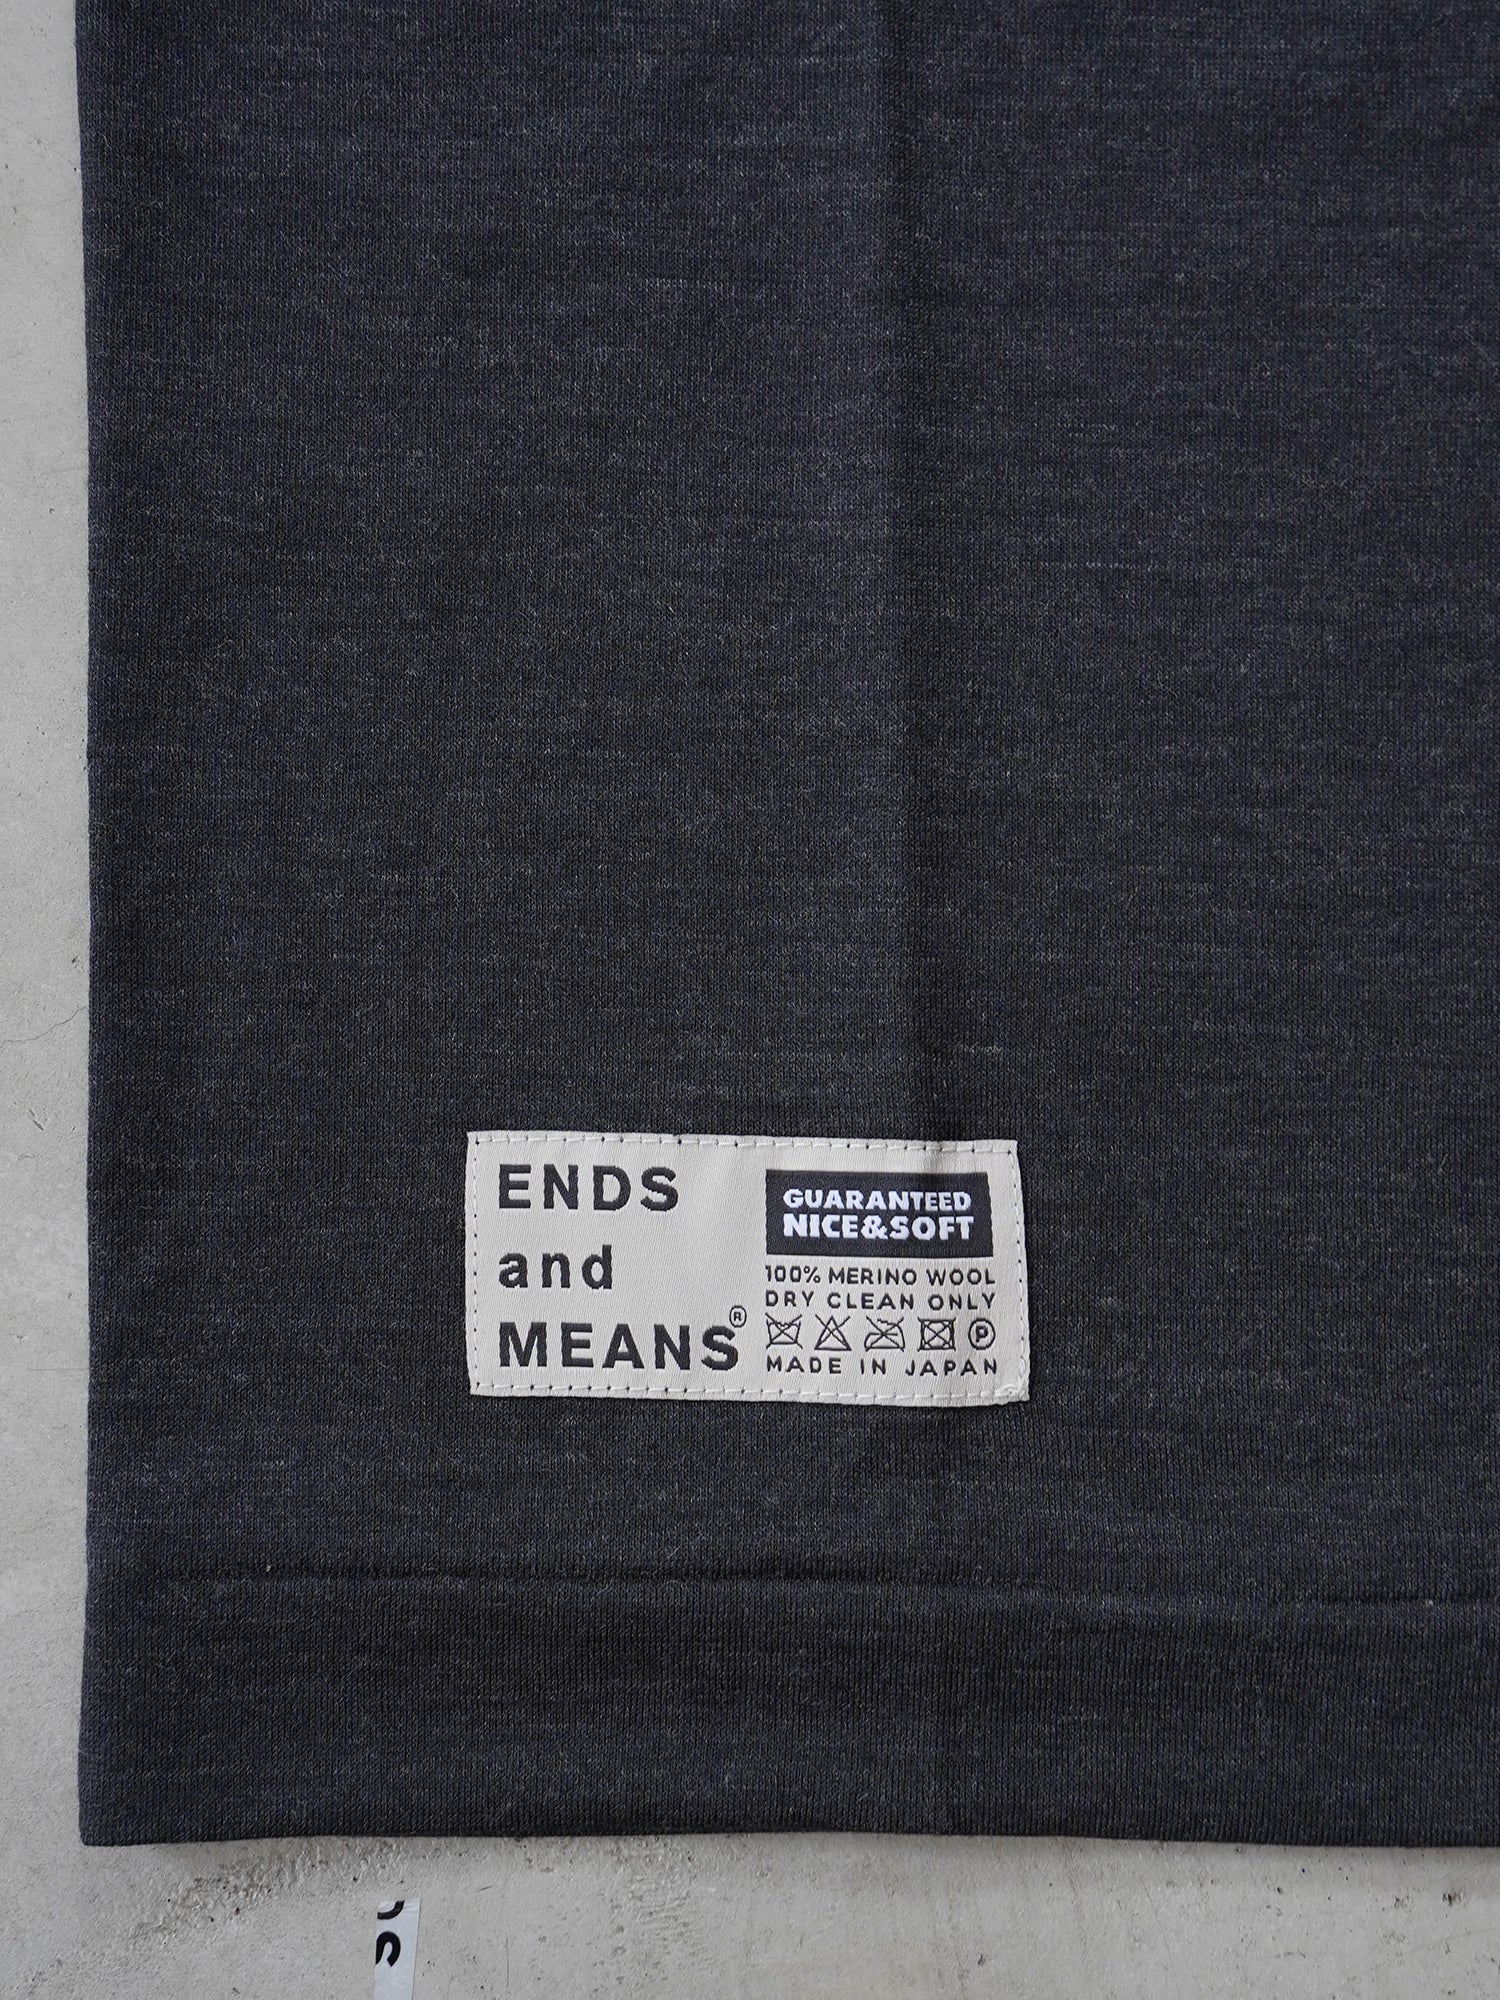 ENDS
and
MEANS®
GUARANTEED
NICE&SOFT
100% MERINO WOOL
DRY CLEAN ONLY
P
MADE IN JAPAN